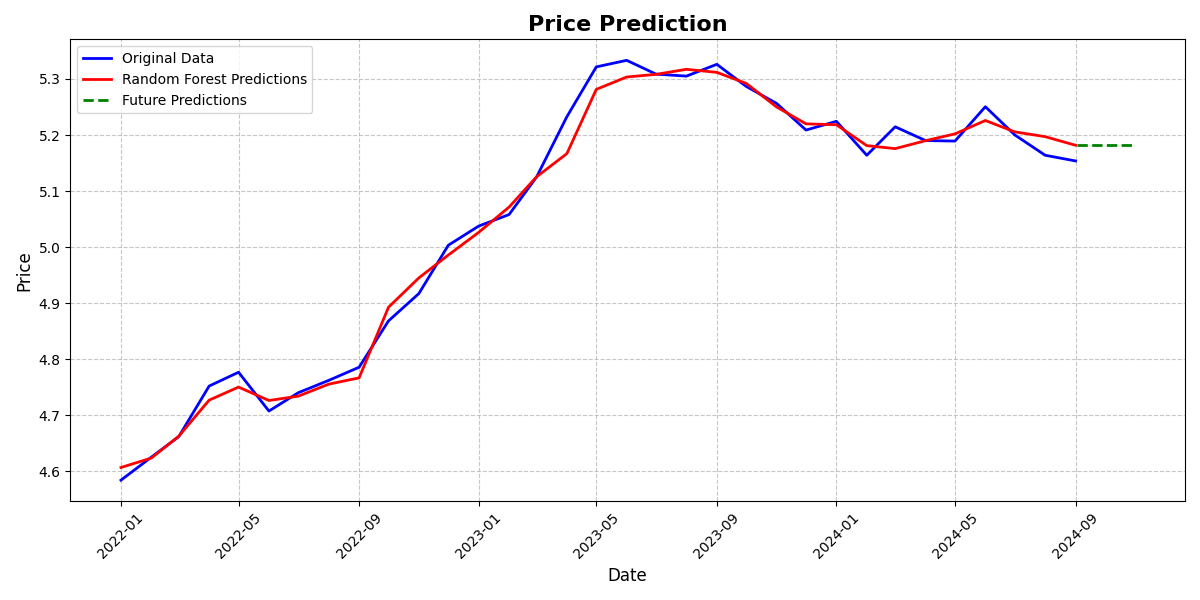 Price Prediction
Original Data
Random Forest Predictions
Future Predictions
Price
5.3
5.2
5.1
5.0
4.9
4.8
4.7
4.6
2022-01
2022-05
2022-09
2023-01
2023-05
2023-09
2024-01
2024-05
2024-09
Date